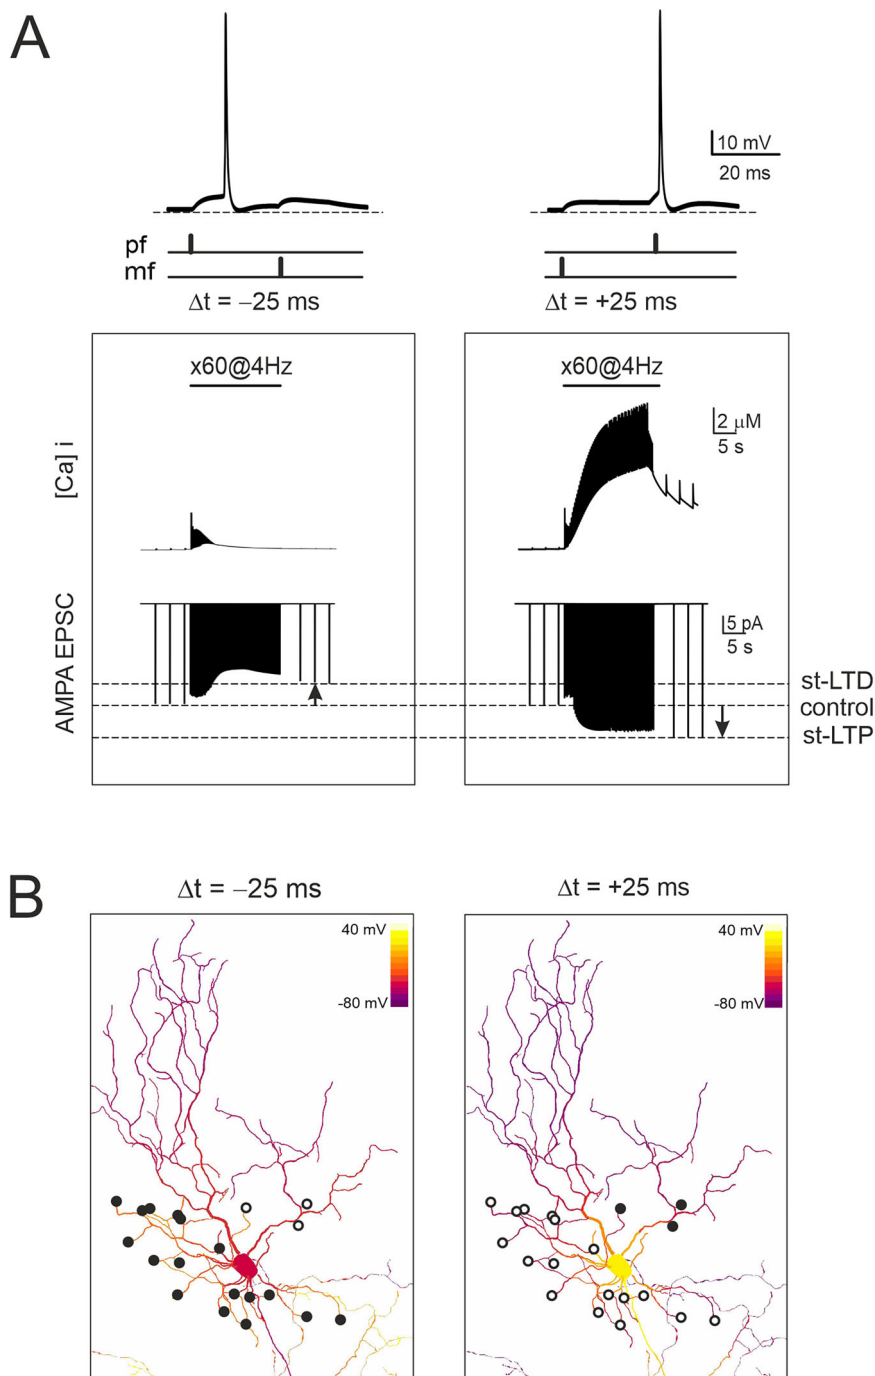 A
10 mV
20 ms
pf
mf
Δt = −25 ms
Δt = +25 ms
x60@4Hz
x60@4Hz
[Ca] i
2 μM
5 s
AMPA EPSC
5 pA
5 s
st-LTD
control
st-LTP
B
Δt = −25 ms
Δt = +25 ms
40 mV
-80 mV
40 mV
-80 mV